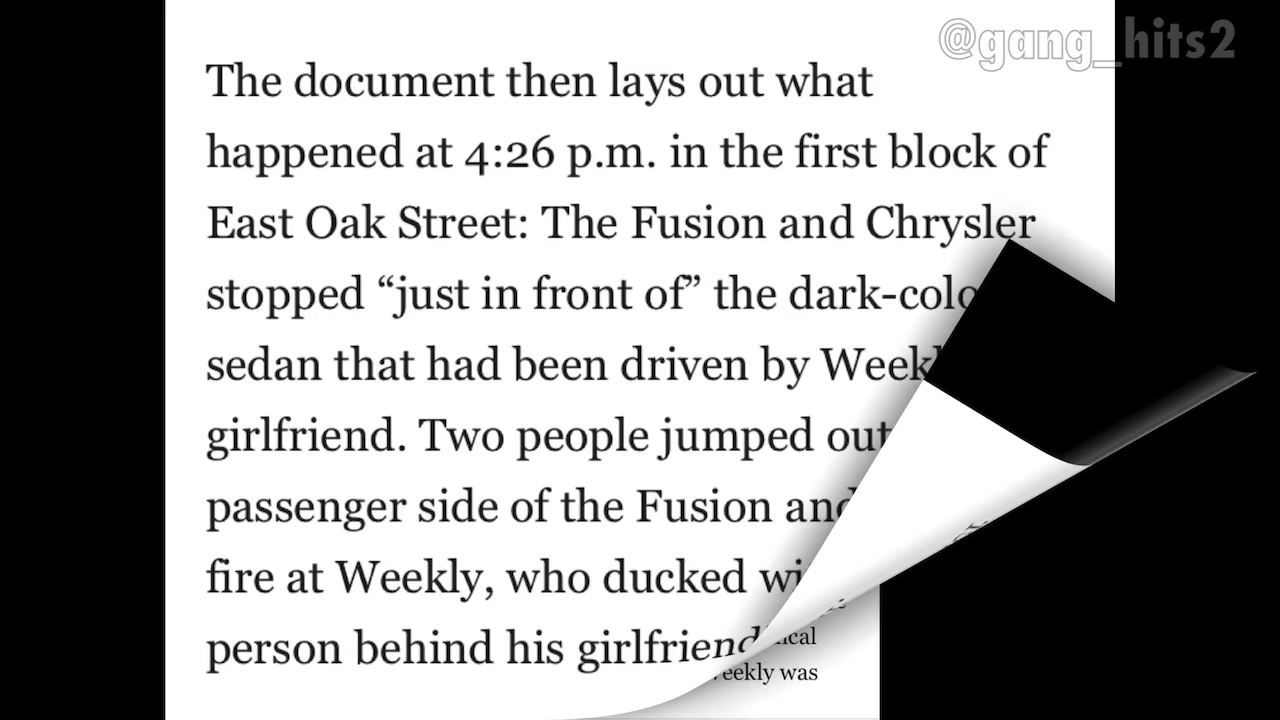 @gang_hits2
The document then lays out what
happened at 4:26 p.m. in the first block of
East Oak Street: The Fusion and Chrysler
stopped “just in front of” the dark-colo
sedan that had been driven by Week
girlfriend. Two people jumped out
passenger side of the Fusion and
fire at Weekly, who ducked wi
person behind his girlfriend
eekly was